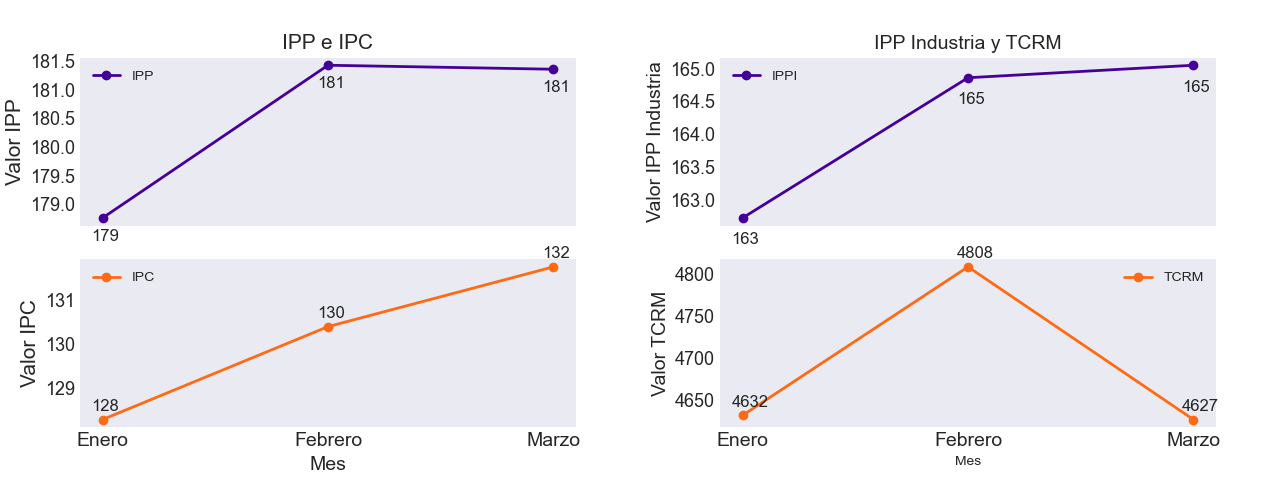 IPP e IPC
Valor IPP
181.5
181.0
180.5
180.0
179.5
179.0
IPP
179
181
181
Valor IPC
131
130
129
IPC
128
130
132
Enero
Febrero
Marzo
Mes
IPP Industria y TCRM
Valor IPP Industria
165.0
164.5
164.0
163.5
163.0
IPPI
163
165
165
Valor TCRM
4800
4750
4700
4650
TCRM
4632
4808
4627
Enero
Febrero
Marzo
Mes